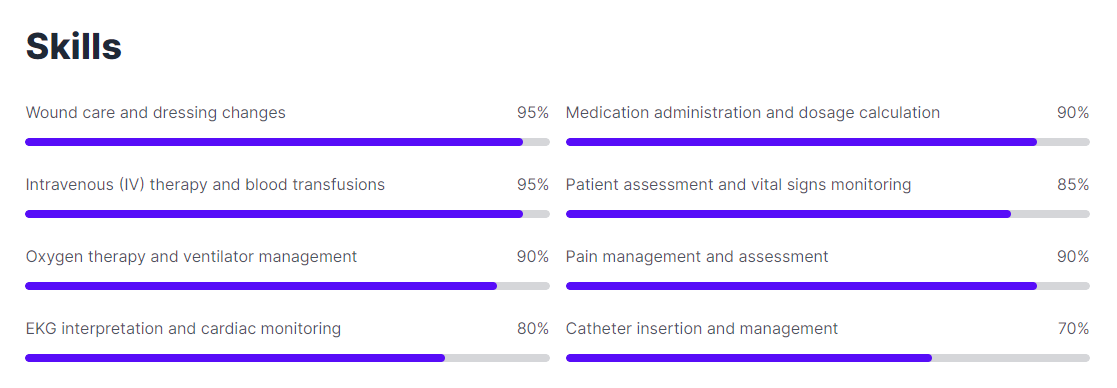 Skills
Wound care and dressing changes 95%
Medication administration and dosage calculation 90%
Intravenous (IV) therapy and blood transfusions 95%
Patient assessment and vital signs monitoring 85%
Oxygen therapy and ventilator management 90%
Pain management and assessment 90%
EKG interpretation and cardiac monitoring 80%
Catheter insertion and management 70%